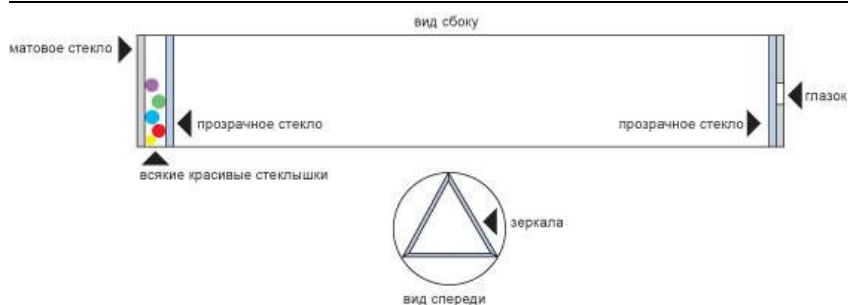 вид сбоку
матовое стекло
глазок
прозрачное стекло
прозрачное стекло
всякие красивые стеклышки
зеркала
вид спереди